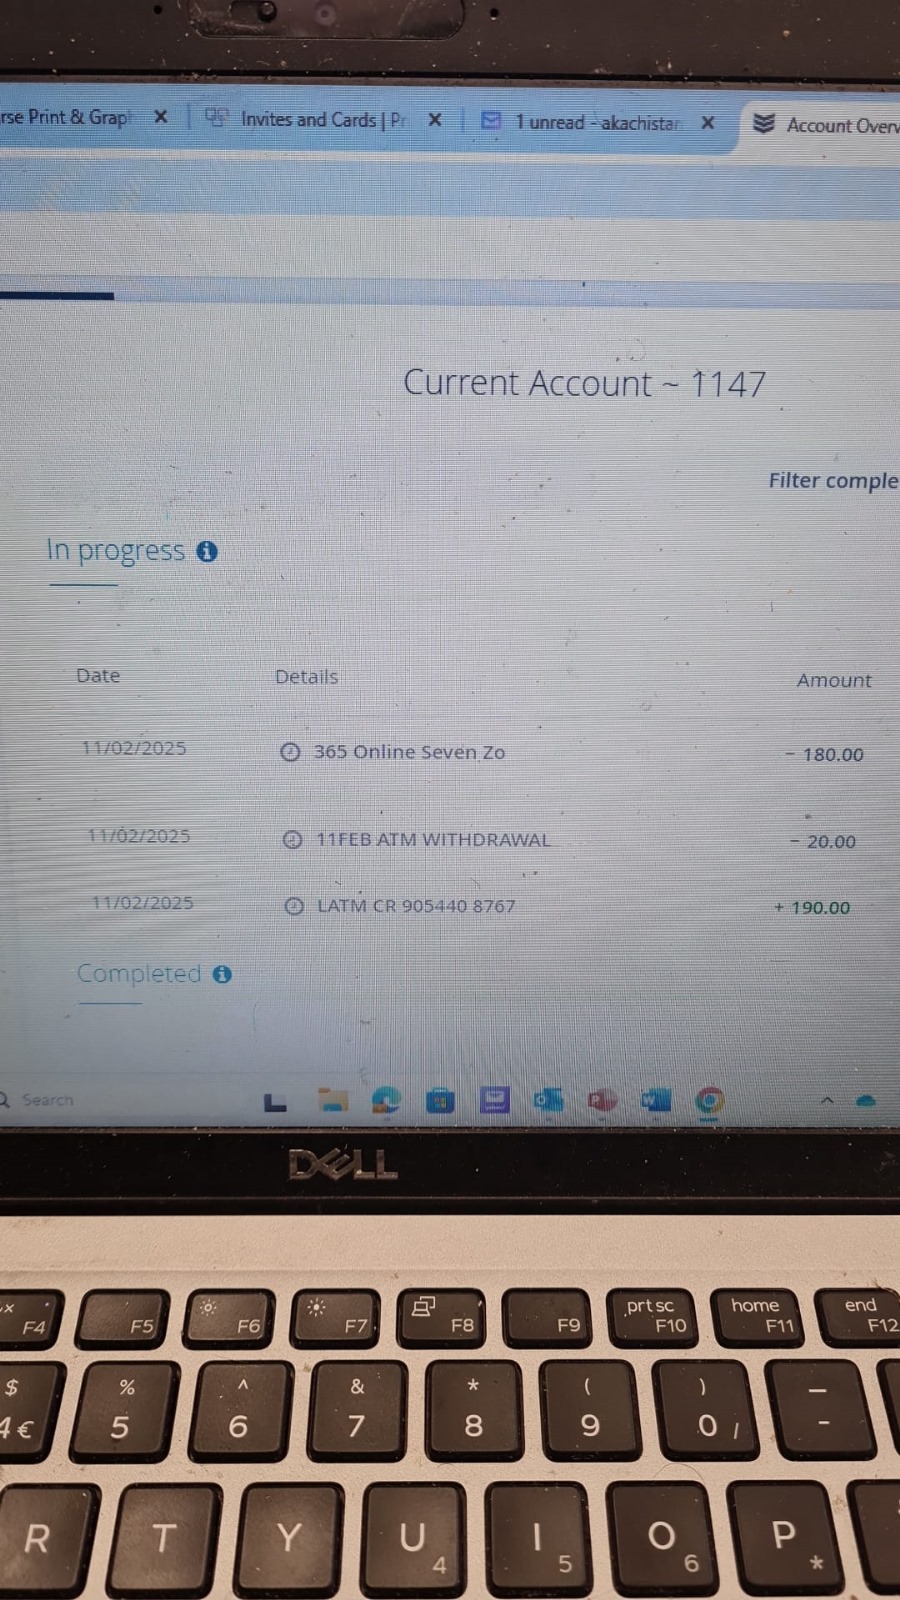 rse Print & Grap
Invites and Cards | Pr
1 unread - akachistar
Account Overv
Current Account ~ 1147
Filter comple
In progress
Date Details Amount
11/02/2025 365 Online Seven Zo - 180.00
11/02/2025 11FEB ATM WITHDRAWAL - 20.00
11/02/2025 LATM CR 905440 8767 + 190.00
Completed
Search
DELL
x F4 F5 F6 F7 F8 F9 prt sc F10 home F11 end F12
$ % ^ & * ( ) —
4 € 5 6 7 8 9 0 / -
R T Y U 4 I 5 O 6 P *